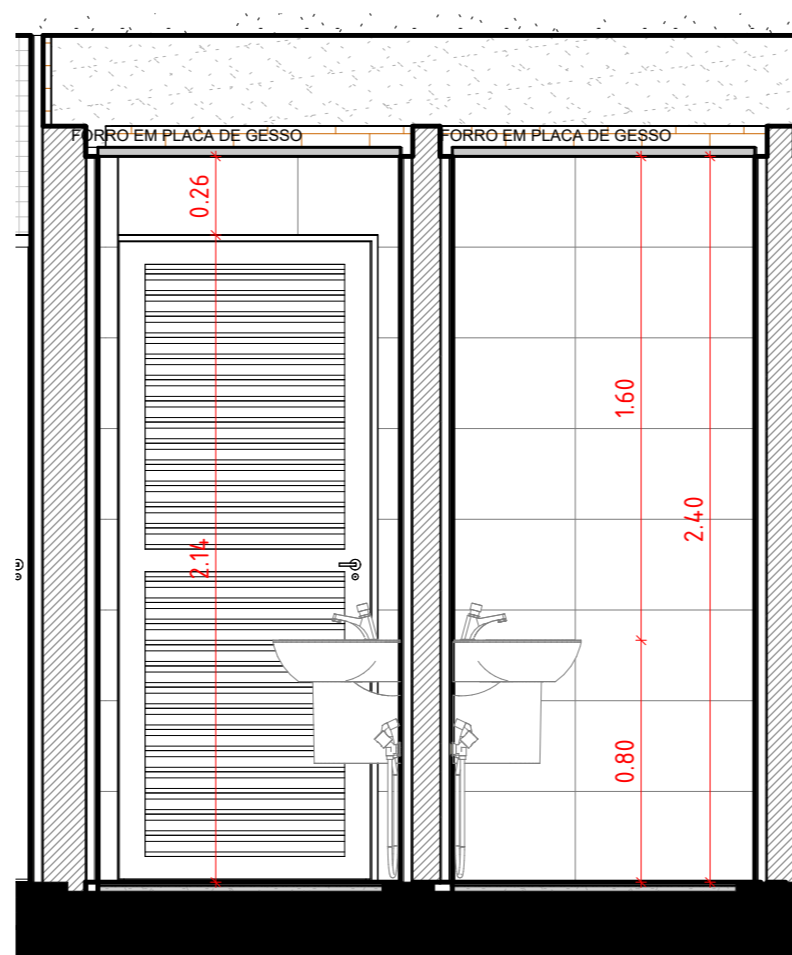 FORRO EM PLACA DE GESSO
FORRO EM PLACA DE GESSO
0.26
1.60
2.40
2.14
0.80